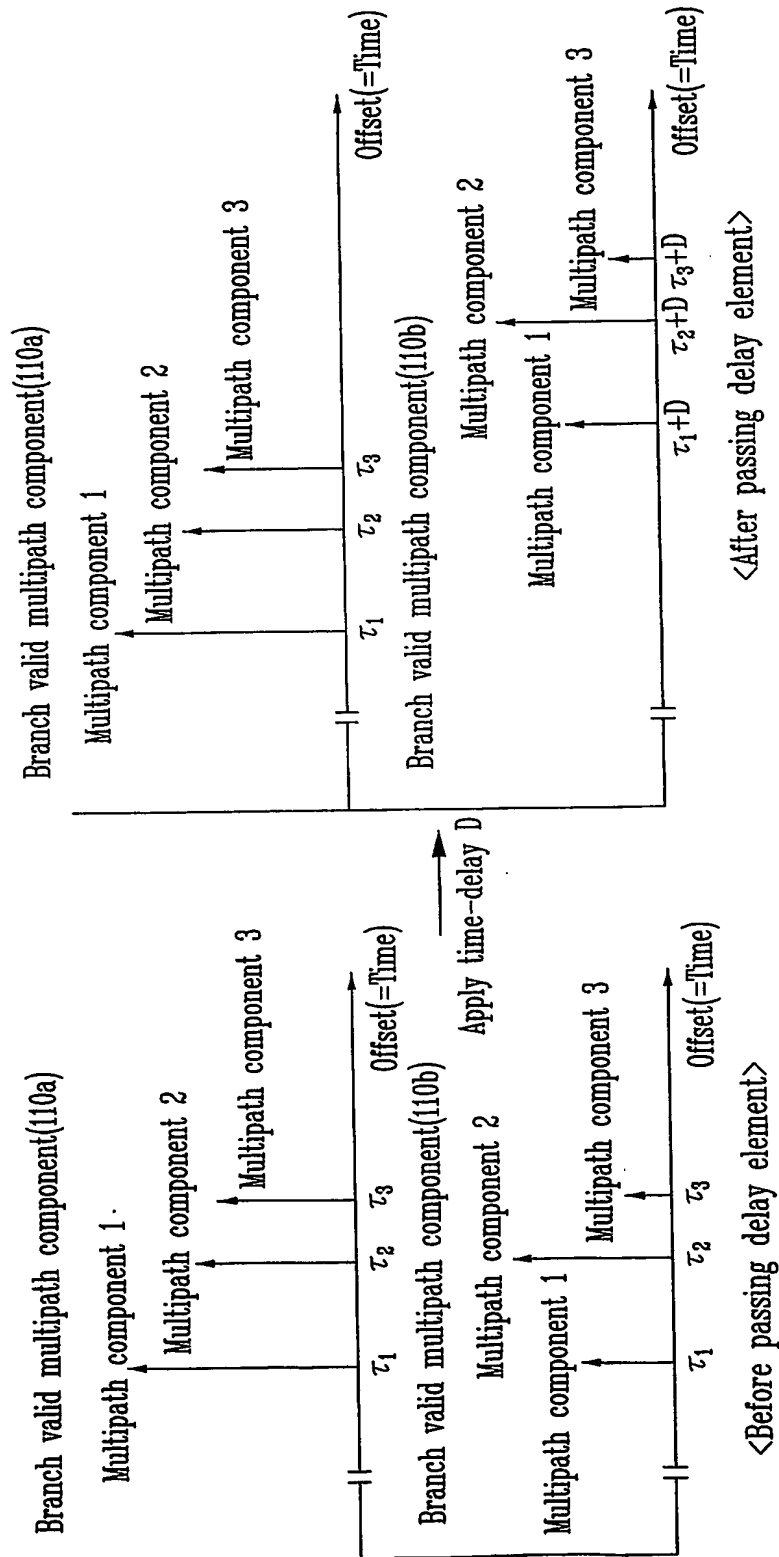 Branch valid multipath component(110a)
Multipath component 1
Multipath component 2
Multipath component 3
τ1 τ2 τ3 Offset(=Time)
Branch valid multipath component(110b)
Multipath component 2
Multipath component 1
Multipath component 3
τ1 τ2 τ3 Offset(=Time)
<Before passing delay element>
Apply time-delay D
Branch valid multipath component(110a)
Multipath component 1
Multipath component 2
Multipath component 3
τ1 τ2 τ3 Offset(=Time)
Branch valid multipath component(110b)
Multipath component 2
Multipath component 1
Multipath component 3
τ1+D τ2+D τ3+D Offset(=Time)
<After passing delay element>